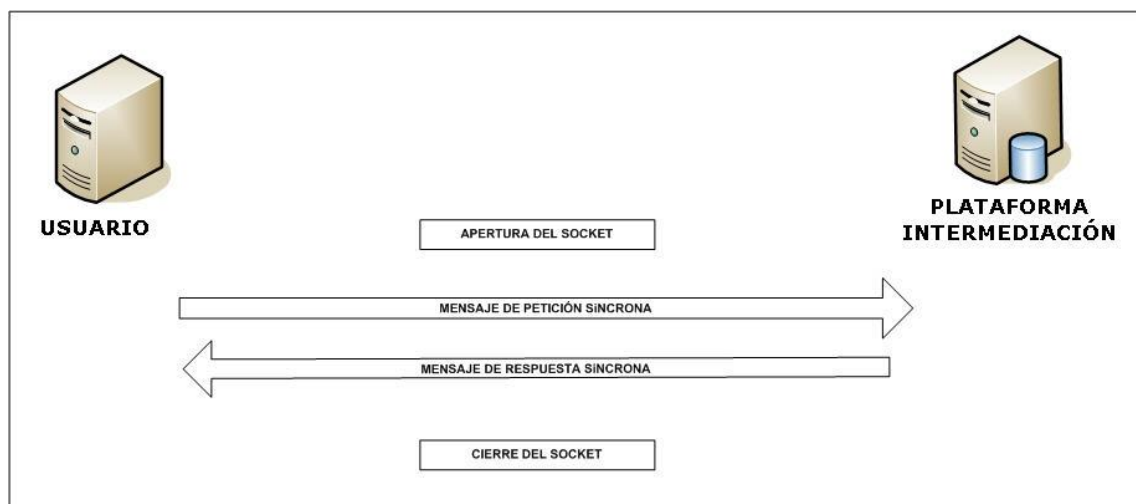 USUARIO
PLATAFORMA
INTERMEDIACIÓN
APERTURA DEL SOCKET
MENSAJE DE PETICIÓN SíNCRONA
MENSAJE DE RESPUESTA SíNCRONA
CIERRE DEL SOCKET